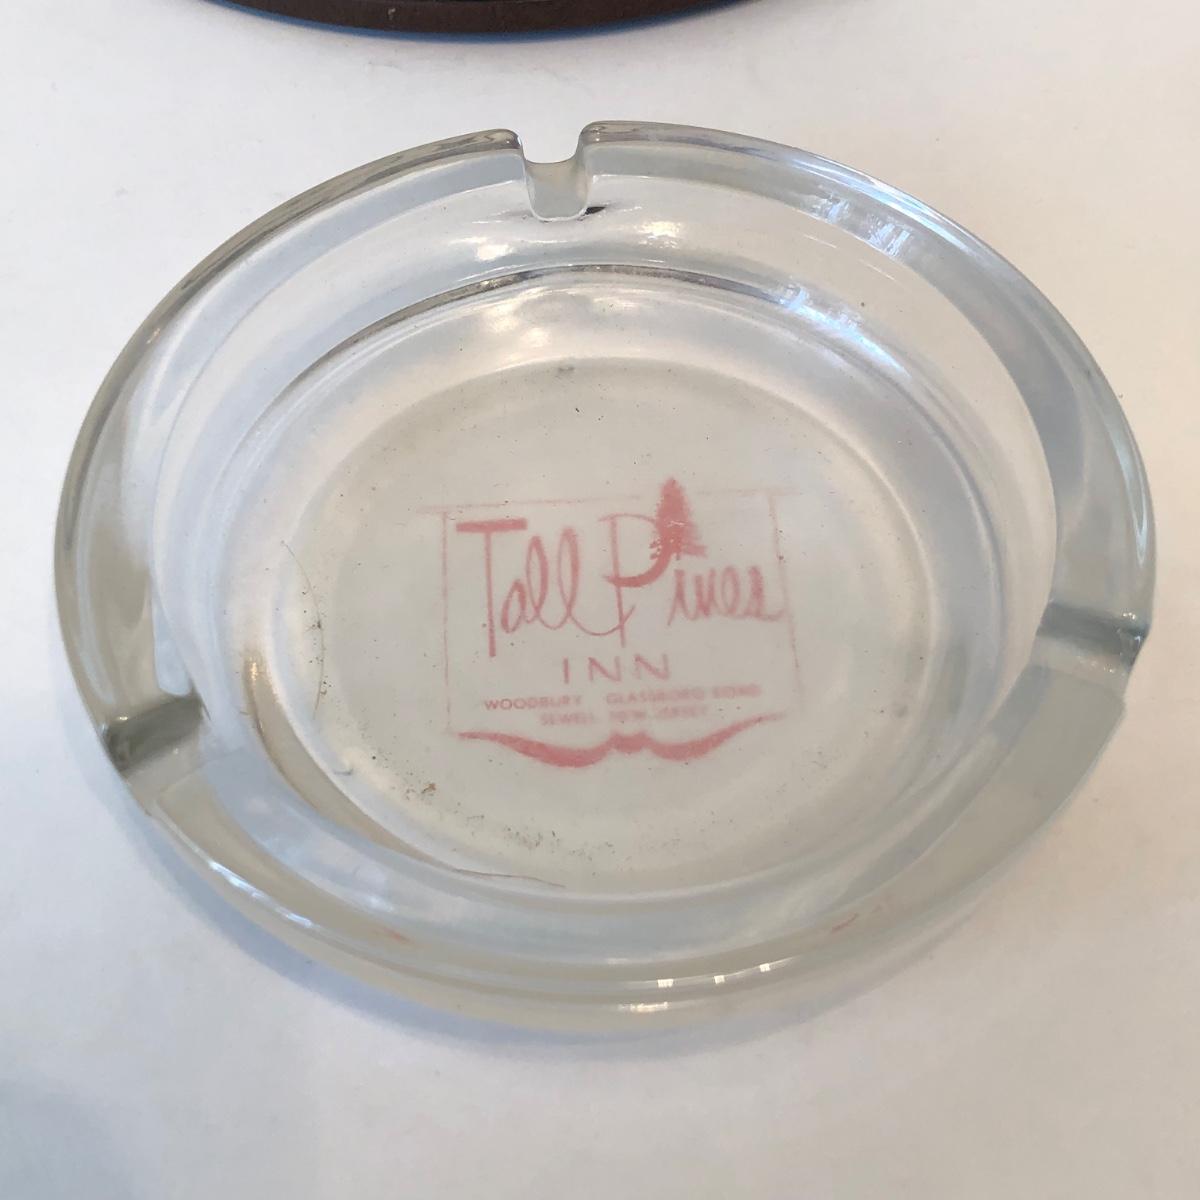 Tall Pines
INN
WOODBURY GLASSBORO ROAD
SEWELL, NEW JERSEY